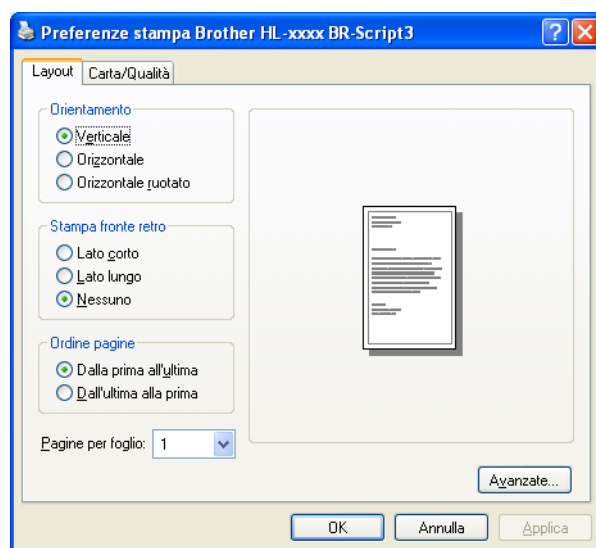 Preferenze stampa Brother HL-xxxx BR-Script3
Layout Carta/Qualità
Orientamento
Verticale
Orizzontale
Orizzontale ruotato
Stampa fronte retro
Lato corto
Lato lungo
Nessuno
Ordine pagine
Dalla prima all'ultima
Dall'ultima alla prima
Pagine per foglio: 1
Avanzate...
OK Annulla Applica